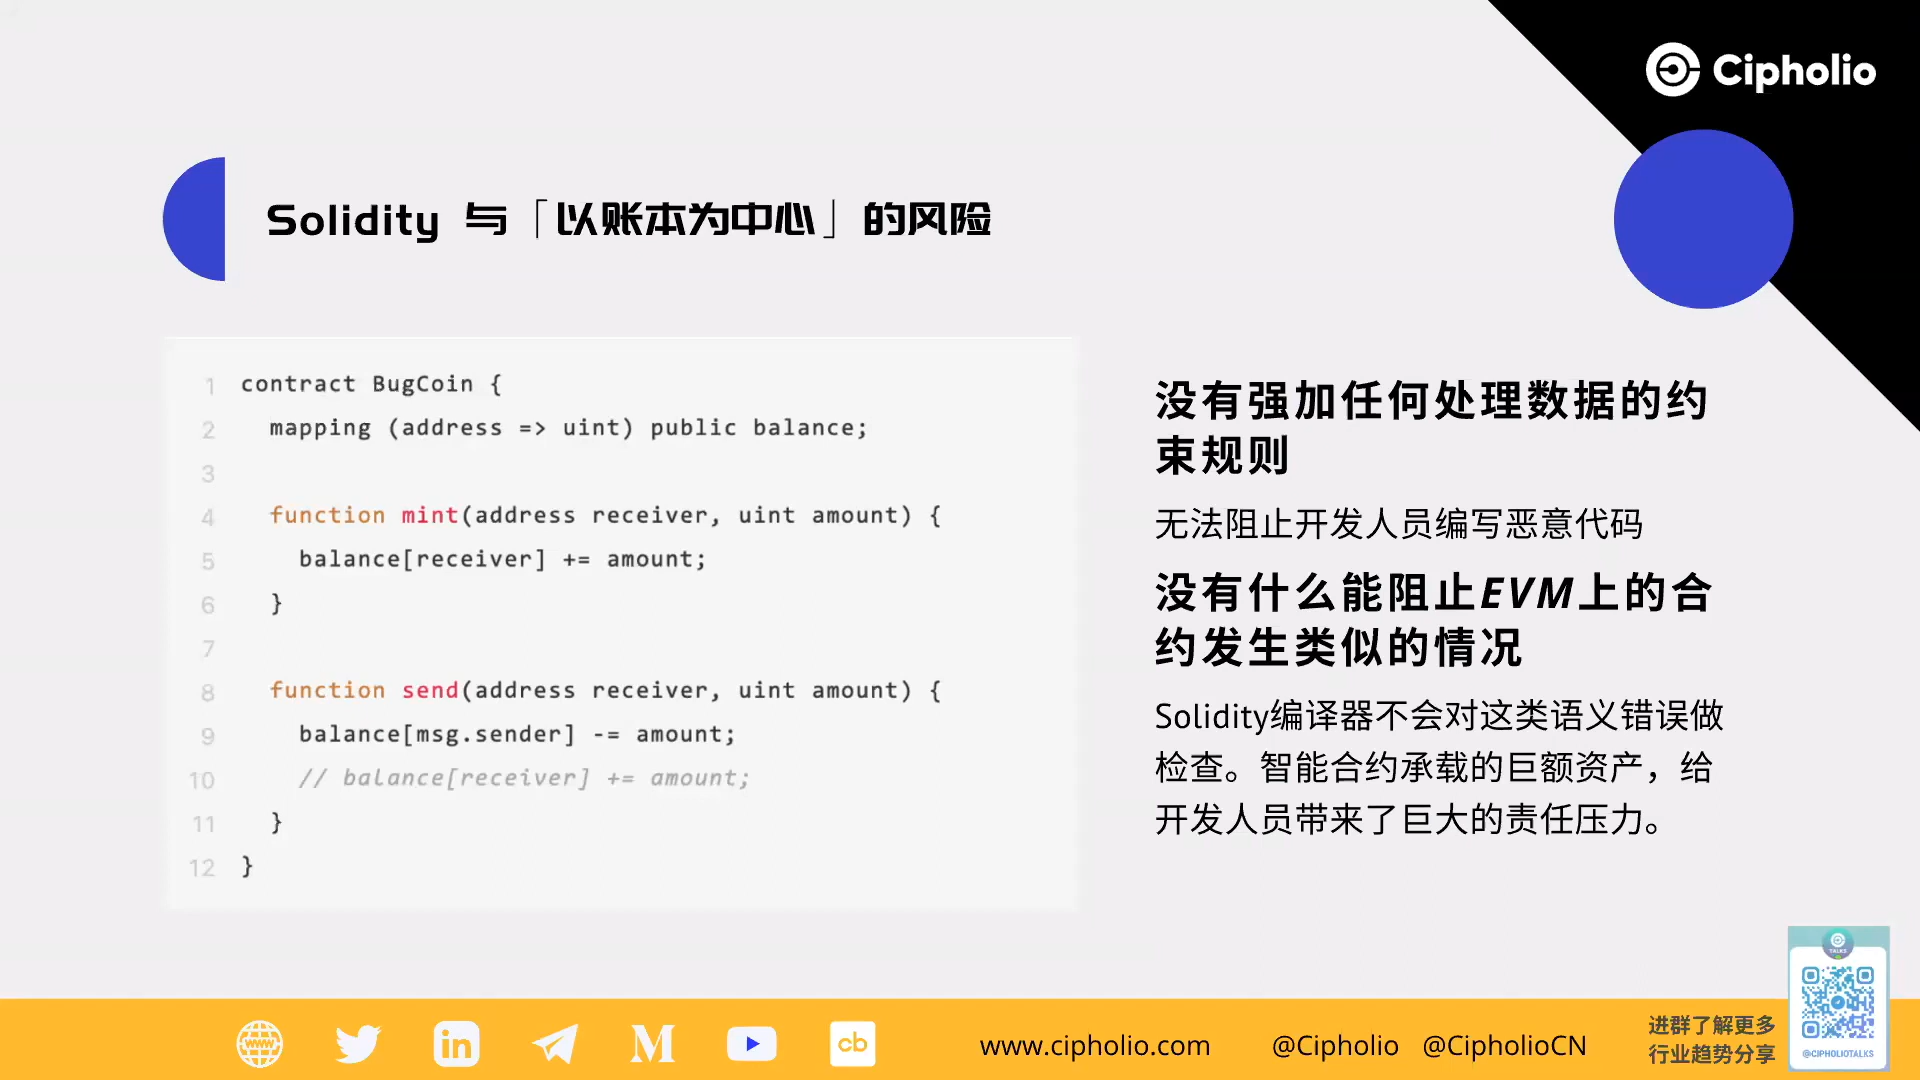 Cipholio
Solidity 与「以账本为中心」的风险
1 contract BugCoin {
2 mapping (address => uint) public balance;
3
4 function mint(address receiver, uint amount) {
5 balance[receiver] += amount;
6 }
7
8 function send(address receiver, uint amount) {
9 balance[msg.sender] -= amount;
10 // balance[receiver] += amount;
11 }
12 }
没有强加任何处理数据的约
束规则
无法阻止开发人员编写恶意代码
没有什么能阻止EVM上的合
约发生类似的情况
Solidity编译器不会对这类语义错误做
检查。智能合约承载的巨额资产，给
开发人员带来了巨大的责任压力。
WWW
in
M
cb
www.cipholio.com
@Cipholio
@CipholioCN
进群了解更多
行业趋势分享
TALKS
@CIPHOLIOTALKS